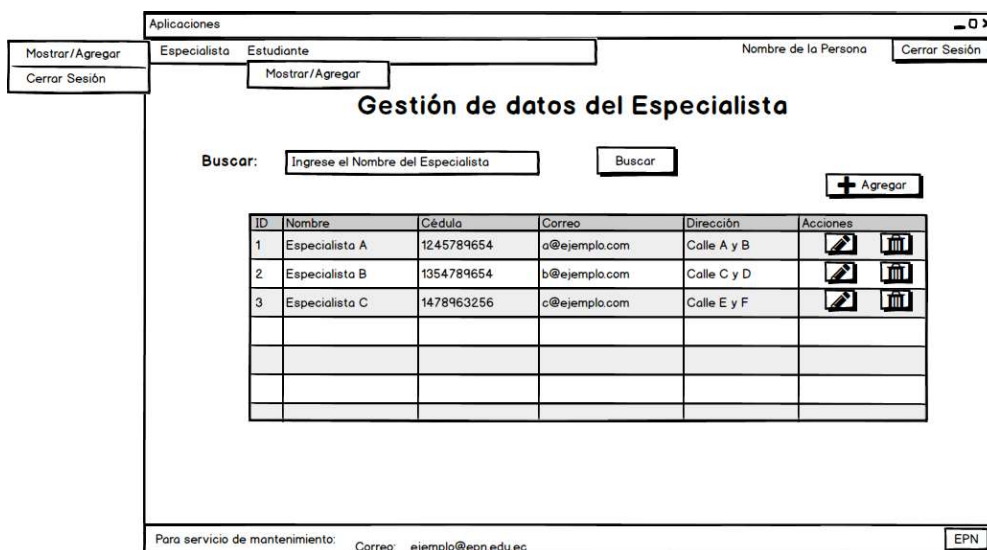 Aplicaciones
Mostrar/Agregar
Cerrar Sesión
Especialista Estudiante
Nombre de la Persona
Cerrar Sesión
Mostrar/Agregar
Gestión de datos del Especialista
Buscar: Ingrese el Nombre del Especialista Buscar
Agregar
ID Nombre Cédula Correo Dirección Acciones
1 Especialista A 1245789654 a@ejemplo.com Calle A y B
2 Especialista B 1354789654 b@ejemplo.com Calle C y D
3 Especialista C 1478963256 c@ejemplo.com Calle E y F
Para servicio de mantenimiento:
Correo: ejemplo@epn.edu.ec
EPN